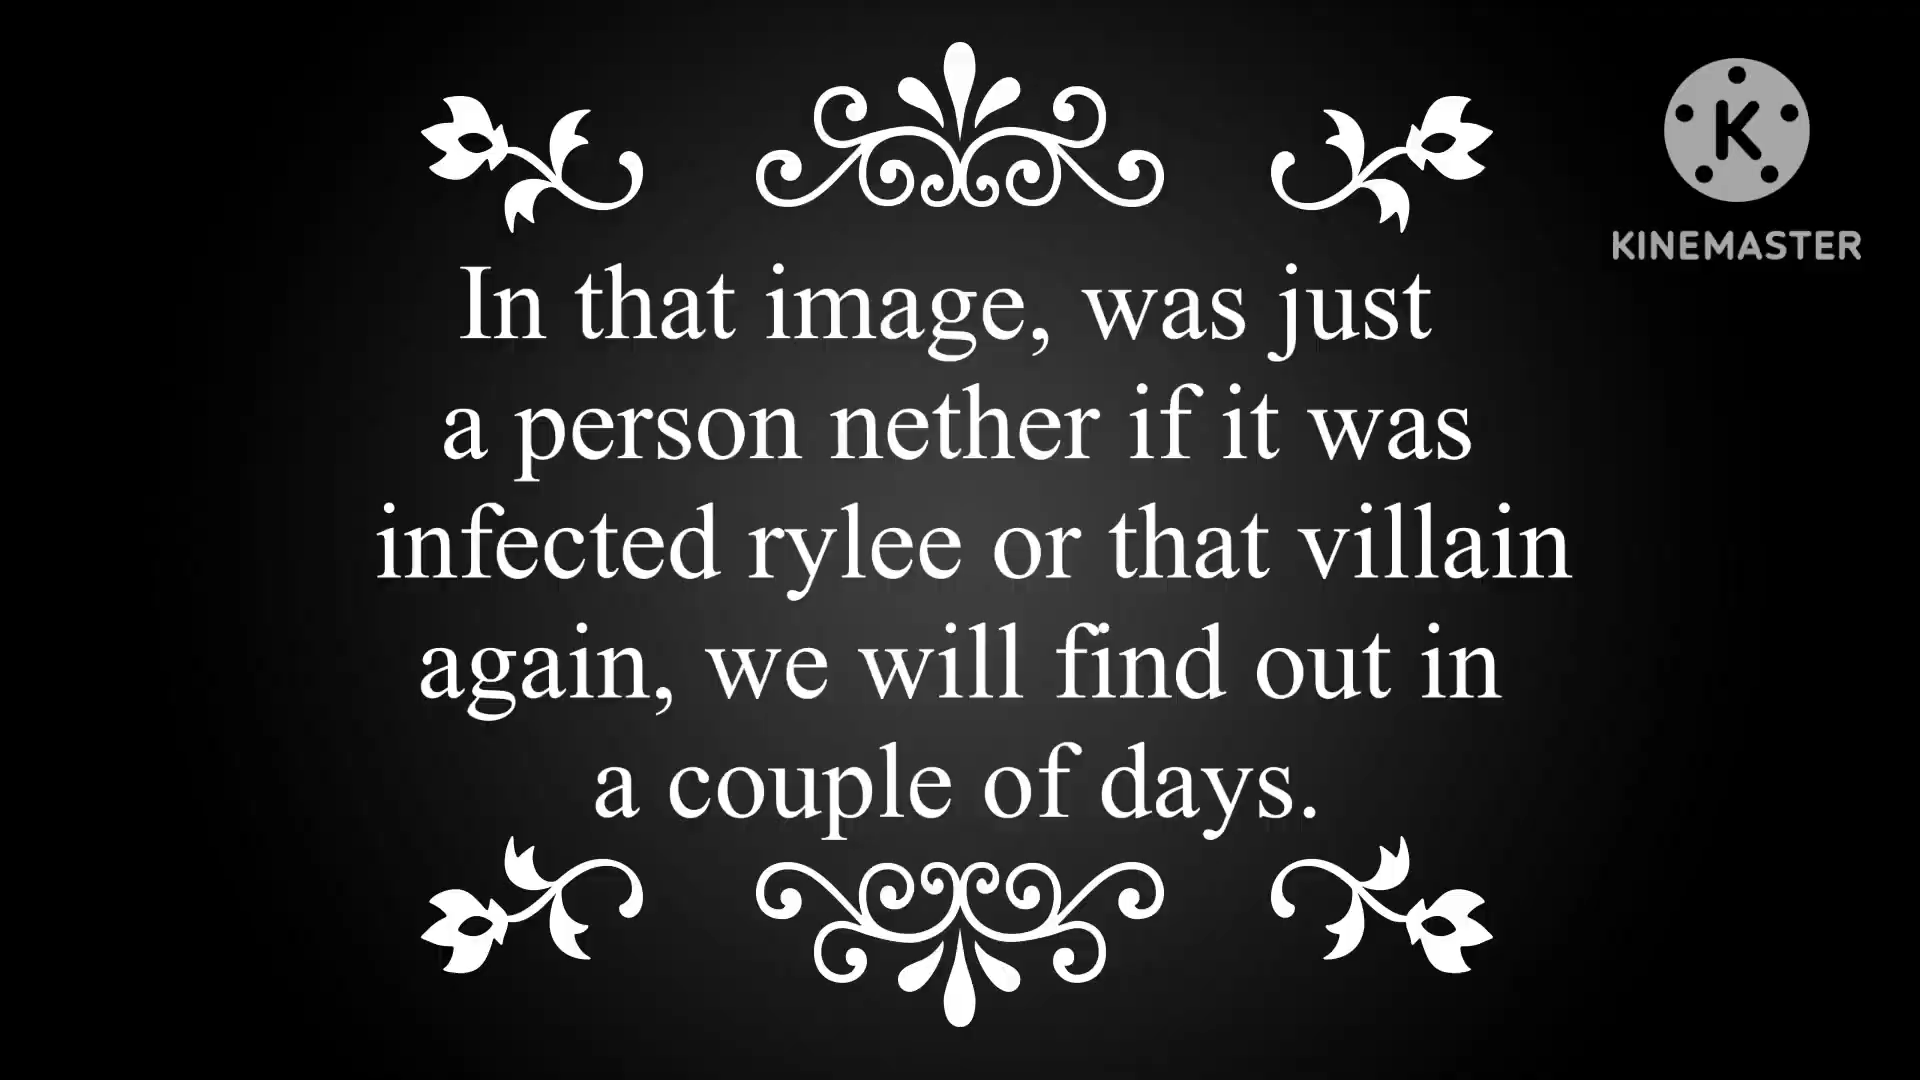 K
KINEMASTER
In that image, was just
a person nether if it was
infected rylee or that villain
again, we will find out in
a couple of days.